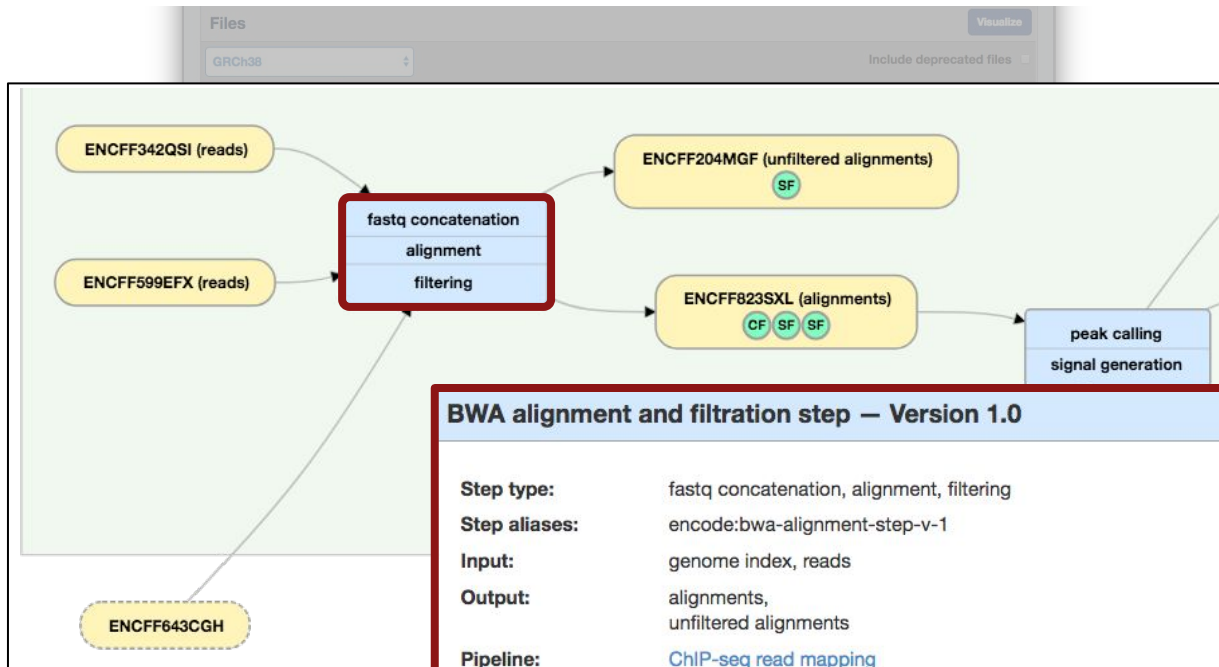 Files
Visualize
GRCh38
Include deprecated files
ENCFF342QSI (reads)
ENCFF204MGF (unfiltered alignments)
SF
fastq concatenation
alignment
filtering
ENCFF599EFX (reads)
ENCFF823SXL (alignments)
CF SF SF
peak calling
signal generation
BWA alignment and filtration step — Version 1.0
Step type: fastq concatenation, alignment, filtering
Step aliases: encode:bwa-alignment-step-v-1
Input: genome index, reads
Output: alignments,
unfiltered alignments
Pipeline: ChIP-seq read mapping
ENCFF643CGH